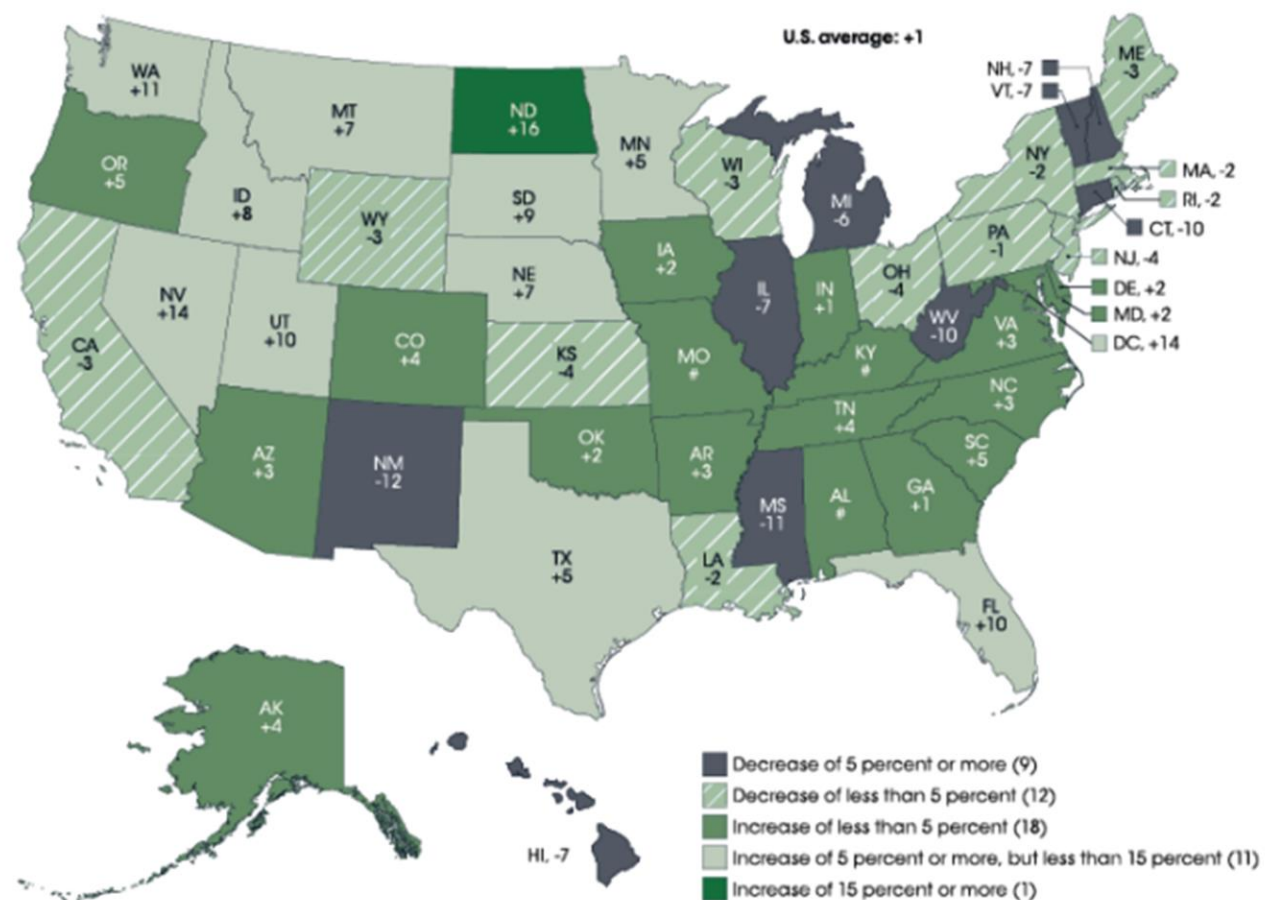 U.S. average: +1
WA
+11
MT
+7
ND
+16
MN
+5
OR
+5
ID
+8
WY
-3
SD
+9
WI
-3
MI
-6
NH, -7
VT, -7
ME
-3
NY
-2
MA, -2
RI, -2
CT, -10
NJ, -4
DE, +2
MD, +2
DC, +14
PA
-1
CA
-3
NV
+14
UT
+10
CO
+4
NE
+7
KS
-4
IA
+2
MO
#
IL
-7
IN
+1
OH
-4
WV
-10
VA
+3
KY
#
NC
+3
TN
+4
SC
+5
AZ
+3
NM
-12
OK
+2
AR
+3
MS
-11
AL
#
GA
+1
TX
+5
LA
-2
FL
+10
AK
+4
HI, -7
Decrease of 5 percent or more (9)
Decrease of less than 5 percent (12)
Increase of less than 5 percent (18)
Increase of 5 percent or more, but less than 15 percent (11)
Increase of 15 percent or more (1)